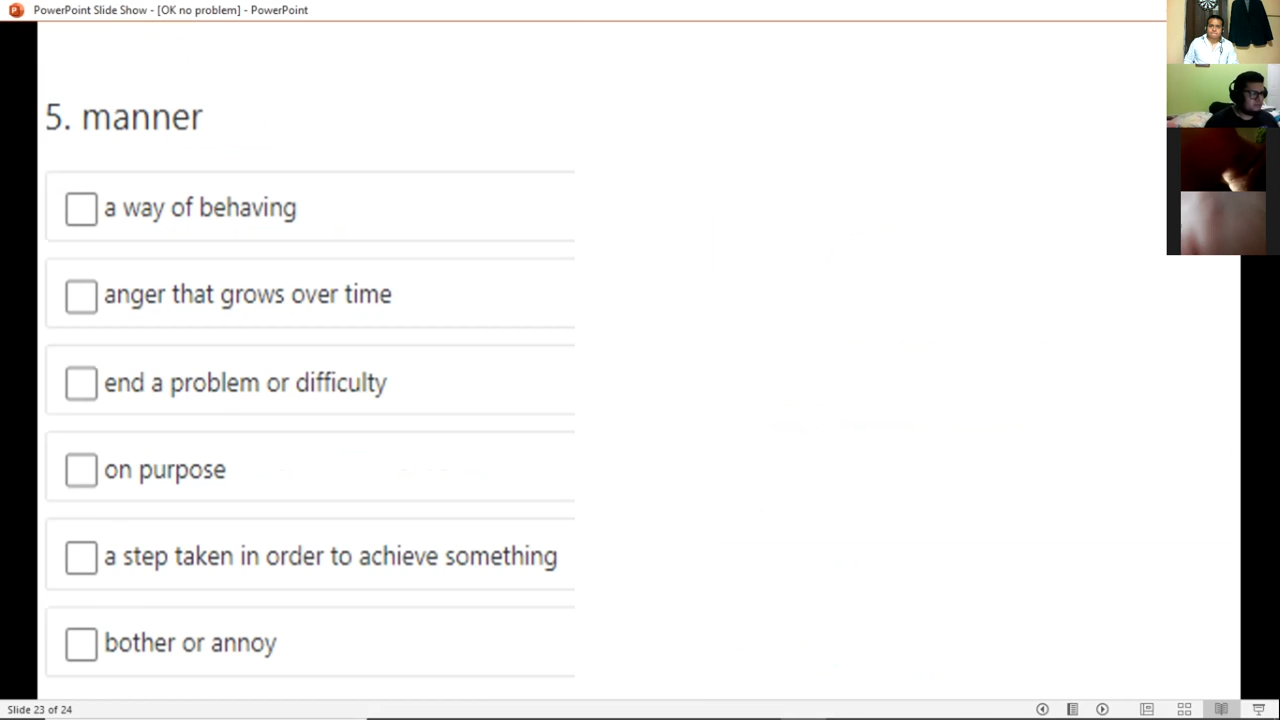 PowerPoint Slide Show - [OK no problem] - PowerPoint
5. manner
a way of behaving
anger that grows over time
end a problem or difficulty
on purpose
a step taken in order to achieve something
bother or annoy
Slide 23 of 24